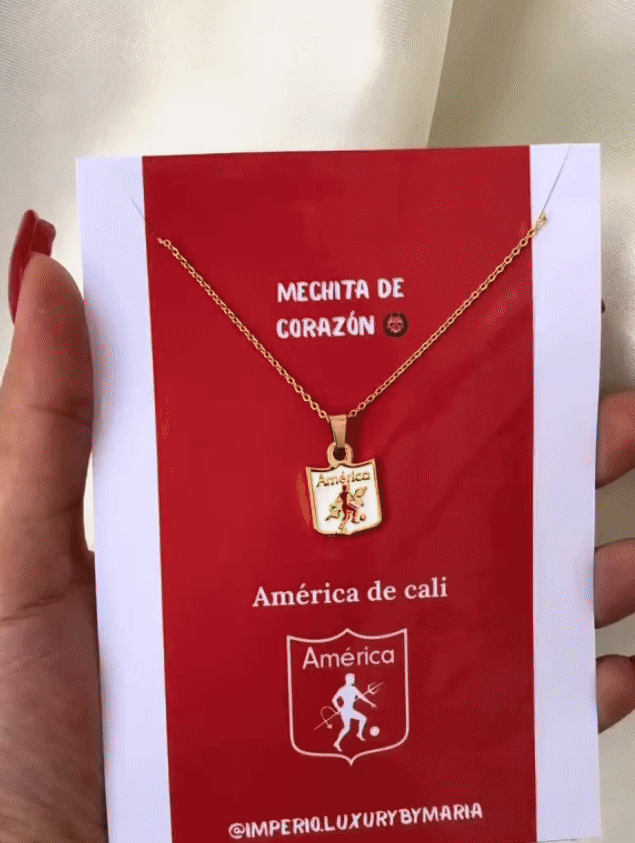 MECHITA DE
CORAZÓN
América
América de cali
América
@IMPERIO.LUXURYBYMARIA